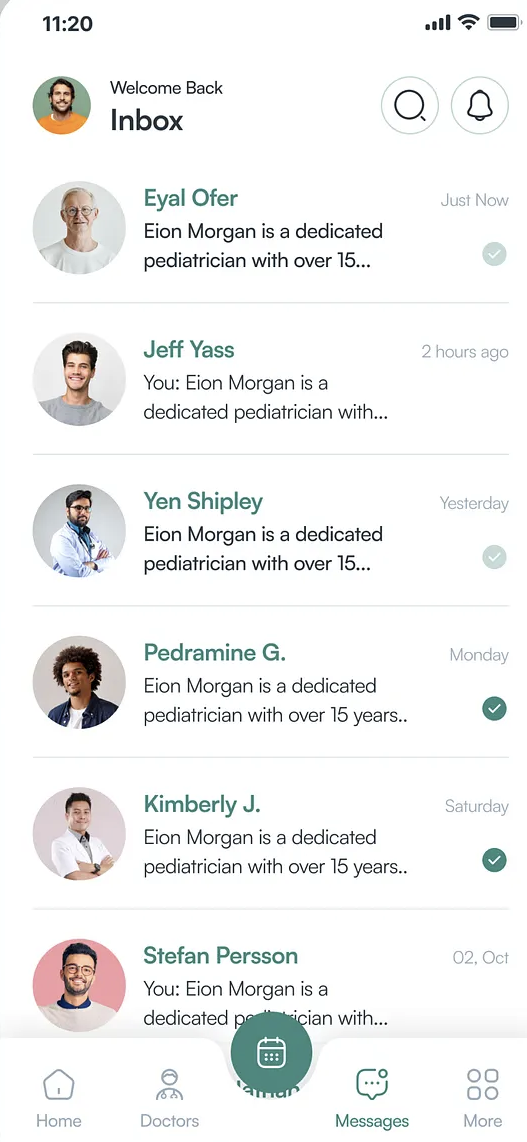 11:20
Welcome Back
Inbox
Eyal Ofer
Just Now
Eion Morgan is a dedicated
pediatrician with over 15...
Jeff Yass
2 hours ago
You: Eion Morgan is a
dedicated pediatrician with...
Yen Shipley
Yesterday
Eion Morgan is a dedicated
pediatrician with over 15...
Pedramine G.
Monday
Eion Morgan is a dedicated
pediatrician with over 15 years..
Kimberly J.
Saturday
Eion Morgan is a dedicated
pediatrician with over 15 years..
Stefan Persson
02, Oct
You: Eion Morgan is a
dedicated pediatrician with...
Home
Doctors
Messages
More